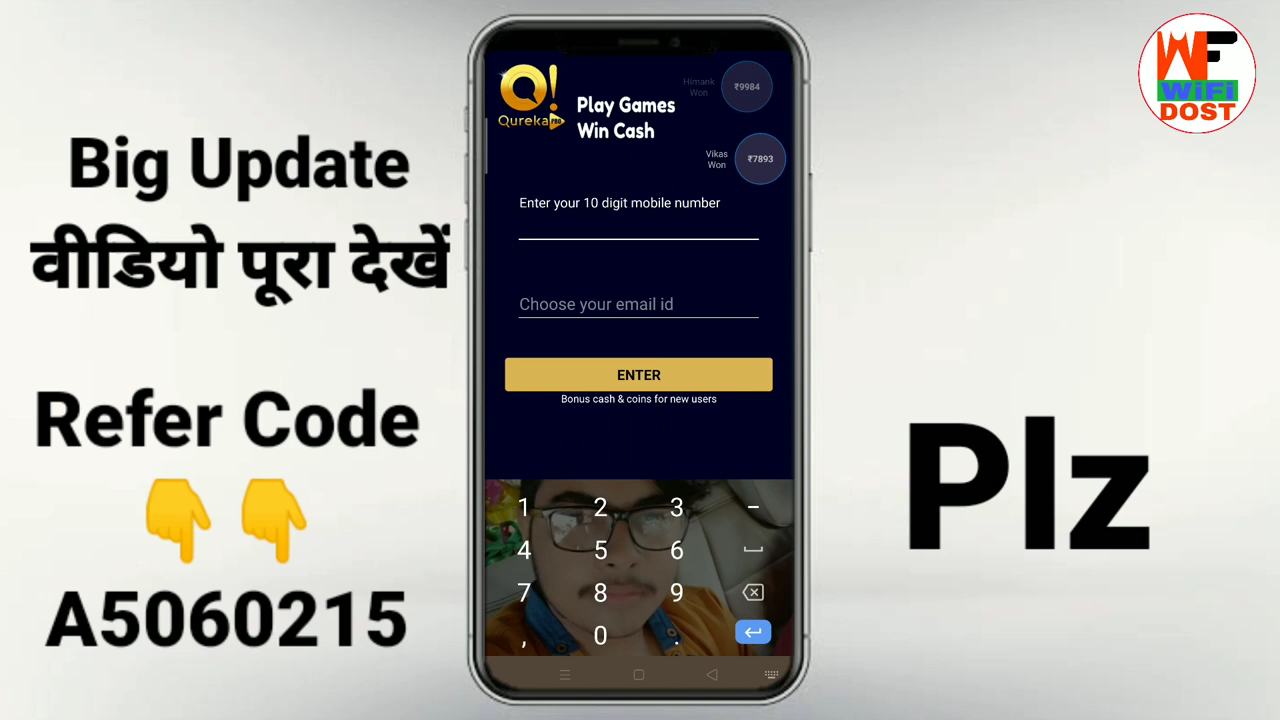 Big Update
वीडियो पूरा देखें
Refer Code
👇👇
A5060215
Q!
Qureka PRO
Play Games
Win Cash
Himank
Won
₹9984
Vikas
Won
₹7893
Enter your 10 digit mobile number
Choose your email id
ENTER
Bonus cash & coins for new users
1 2 3 -
4 5 6
7 8 9
, 0 .
WF
WiFi
DOST
Plz